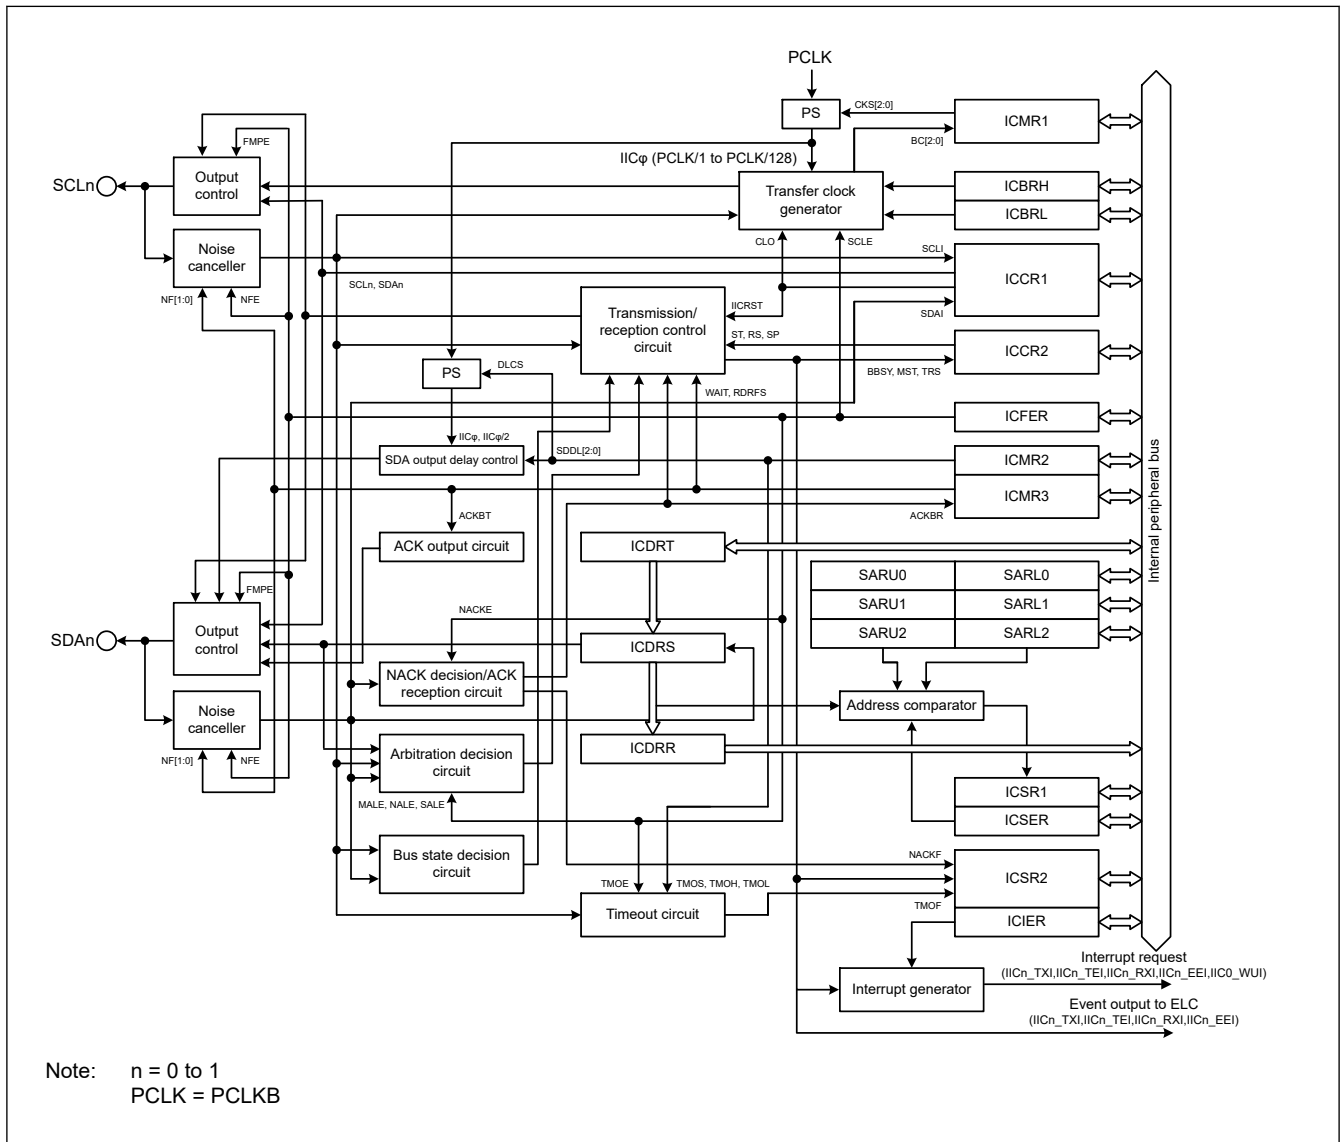 PCLK
PS
CKS[2:0]
ICMR1
BC[2:0]
FMPE
IICφ (PCLK/1 to PCLK/128)
SCLn
Output
control
Transfer clock
generator
ICBRH
ICBRL
CLO
SCLE
Noise
canceller
SCLI
ICCR1
SCLn, SDAn
NF[1:0]
NFE
IICRST
SDAI
Transmission/
reception control
circuit
ST, RS, SP
ICCR2
BBSY, MST, TRS
PS
DLCS
WAIT, RDRFS
ICFER
IICφ, IICφ/2
SDA output delay control
SDDL[2:0]
ICMR2
ICMR3
ACKBT
ACKBR
ACK output circuit
ICDRT
Internal peripheral bus
FMPE
SARU0
SARL0
SARU1
SARL1
SARU2
SARL2
NACKE
SDAn
Output
control
ICDRS
NACK decision/ACK
reception circuit
Address comparator
Noise
canceller
NF[1:0]
NFE
Arbitration decision
circuit
ICDRR
MALE, NALE, SALE
ICSR1
ICSER
Bus state decision
circuit
NACKF
ICSR2
TMOE
TMOS, TMOH, TMOL
TMOF
Timeout circuit
ICIER
Interrupt request
(IICn_TXI,IICn_TEI,IICn_RXI,IICn_EEI,IIC0_WUI)
Interrupt generator
Event output to ELC
(IICn_TXI,IICn_TEI,IICn_RXI,IICn_EEI)
Note: n = 0 to 1
PCLK = PCLKB